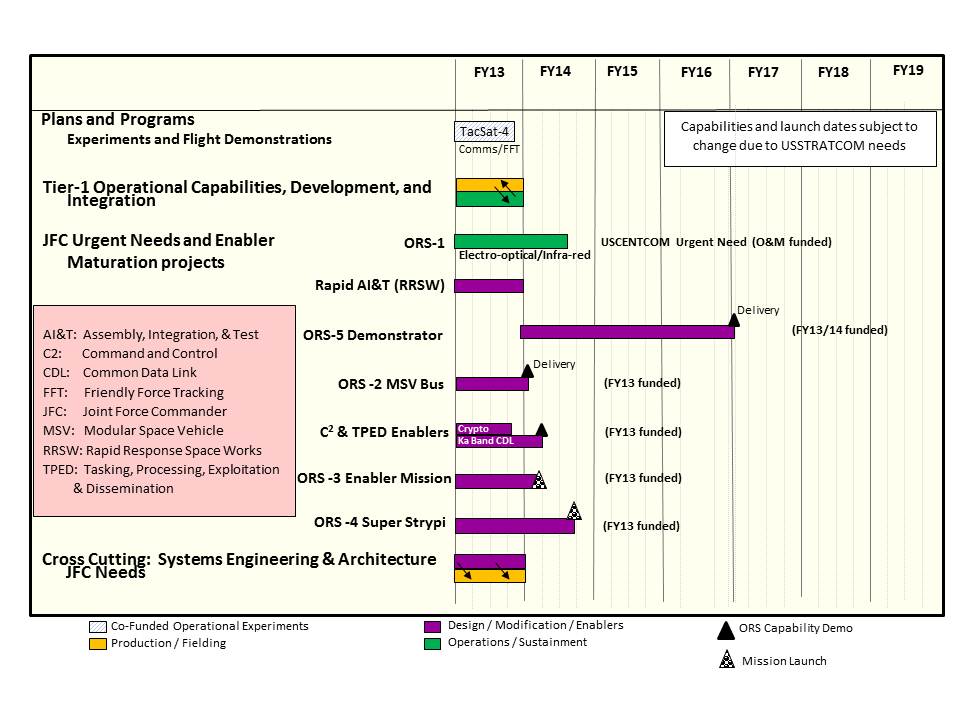 FY13 FY14 FY15 FY16 FY17 FY18 FY19
Plans and Programs
Experiments and Flight Demonstrations
TacSat-4
Comms/FFT
Capabilities and launch dates subject to
change due to USSTRATCOM needs
Tier-1 Operational Capabilities, Development, and
Integration
JFC Urgent Needs and Enabler
Maturation projects
ORS-1
USCENTCOM Urgent Need (O&M funded)
Electro-optical/Infra-red
Rapid AI&T (RRSW)
Delivery
ORS-5 Demonstrator
(FY13/14 funded)
Delivery
ORS -2 MSV Bus
(FY13 funded)
C² & TPED Enablers
Crypto
Ka Band CDL
(FY13 funded)
ORS -3 Enabler Mission
(FY13 funded)
ORS -4 Super Strypi
(FY13 funded)
AI&T: Assembly, Integration, & Test
C2: Command and Control
CDL: Common Data Link
FFT: Friendly Force Tracking
JFC: Joint Force Commander
MSV: Modular Space Vehicle
RRSW: Rapid Response Space Works
TPED: Tasking, Processing, Exploitation
& Dissemination
Cross Cutting: Systems Engineering & Architecture
JFC Needs
Co-Funded Operational Experiments
Production / Fielding
Design / Modification / Enablers
Operations / Sustainment
ORS Capability Demo
Mission Launch